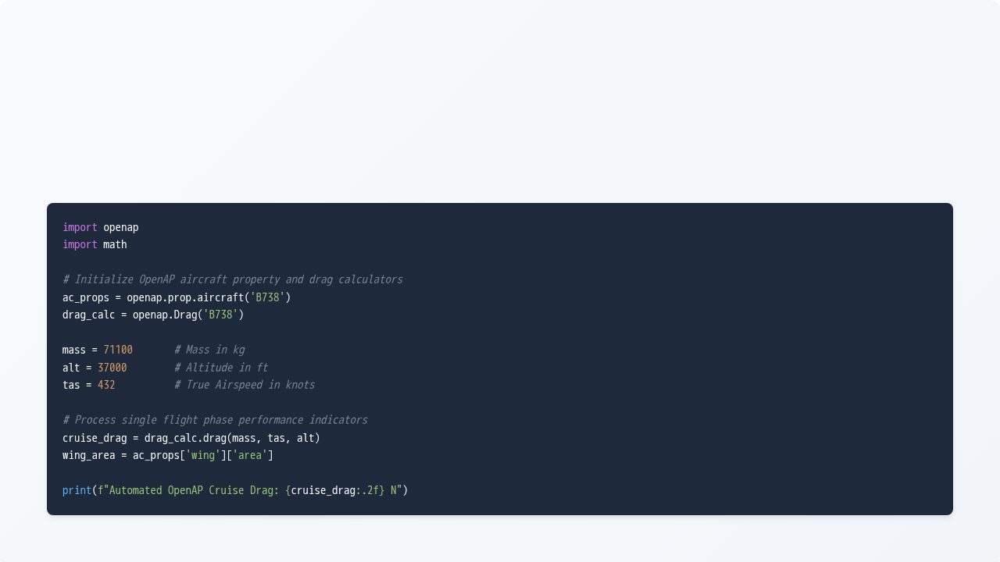 import openap
import math
# Initialize OpenAP aircraft property and drag calculators
ac_props = openap.prop.aircraft('B738')
drag_calc = openap.Drag('B738')
mass = 71100       # Mass in kg
alt = 37000        # Altitude in ft
tas = 432          # True Airspeed in knots
# Process single flight phase performance indicators
cruise_drag = drag_calc.drag(mass, tas, alt)
wing_area = ac_props['wing']['area']
print(f"Automated OpenAP Cruise Drag: {cruise_drag:.2f} N")